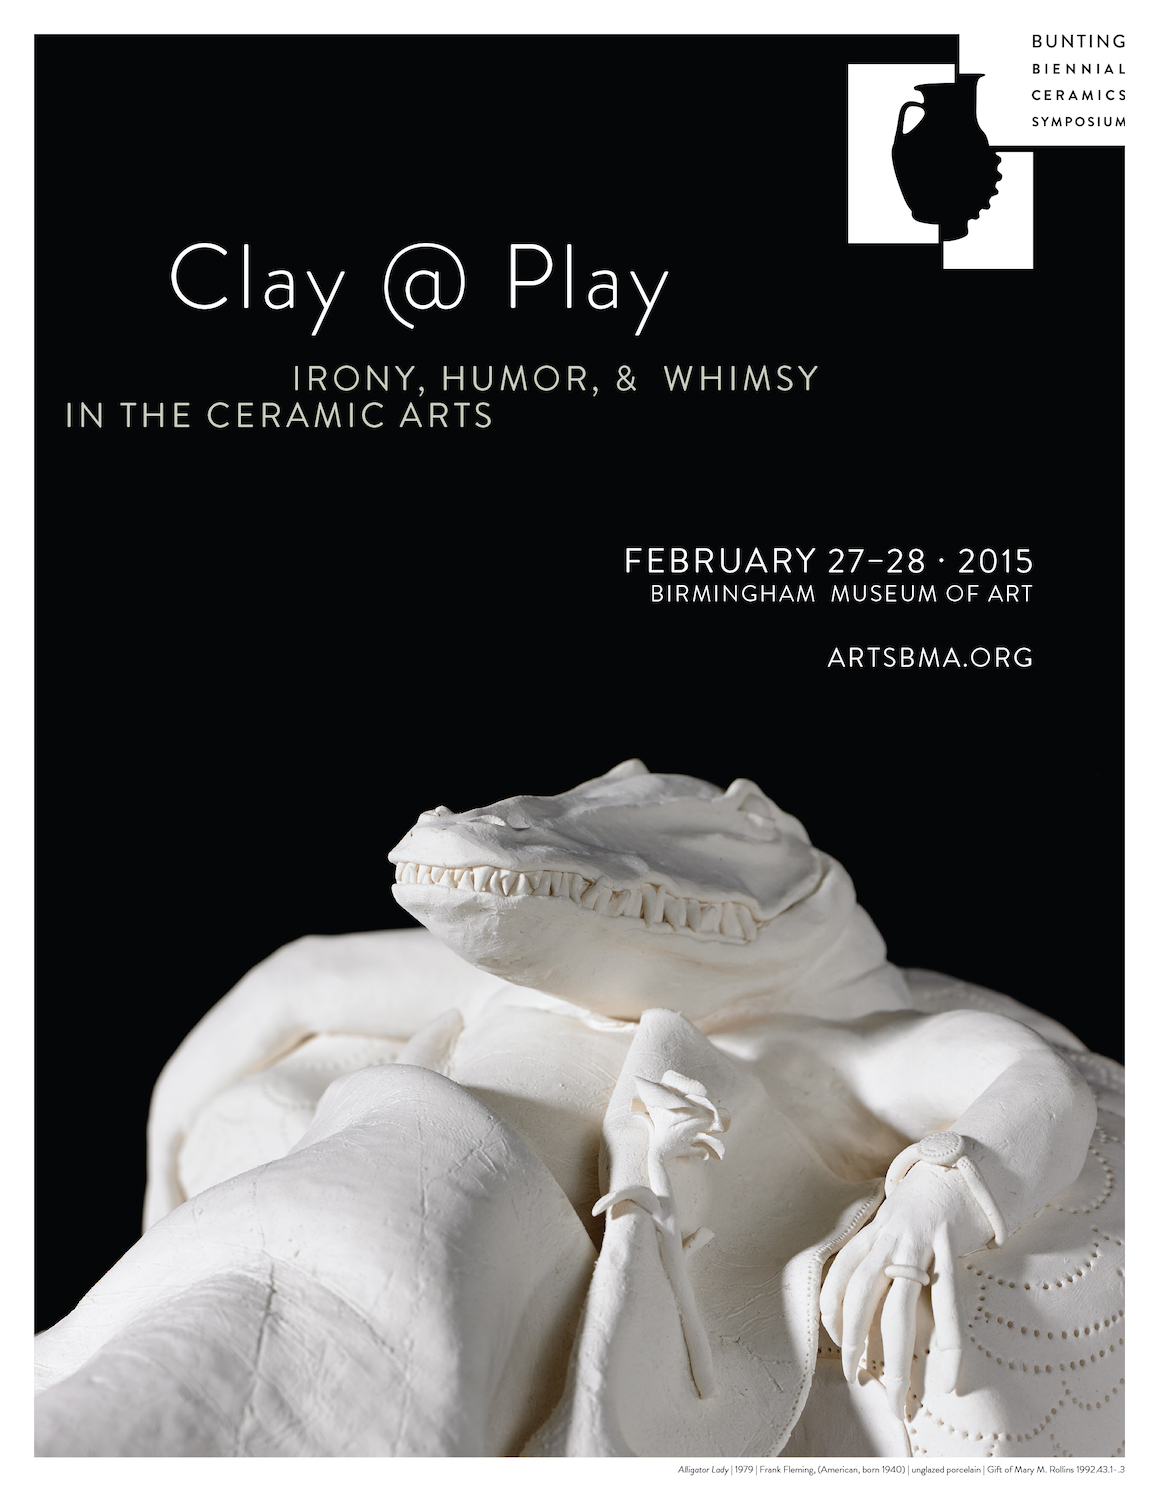 BUNTING
BIENNIAL
CERAMICS
SYMPOSIUM
Clay @ Play
IRONY, HUMOR, & WHIMSY
IN THE CERAMIC ARTS
FEBRUARY 27–28 · 2015
BIRMINGHAM MUSEUM OF ART
ARTSBMA.ORG
Alligator Lady | 1979 | Frank Fleming, (American, born 1940) | unglazed porcelain | Gift of Mary M. Rollins 1992.43.1-.3